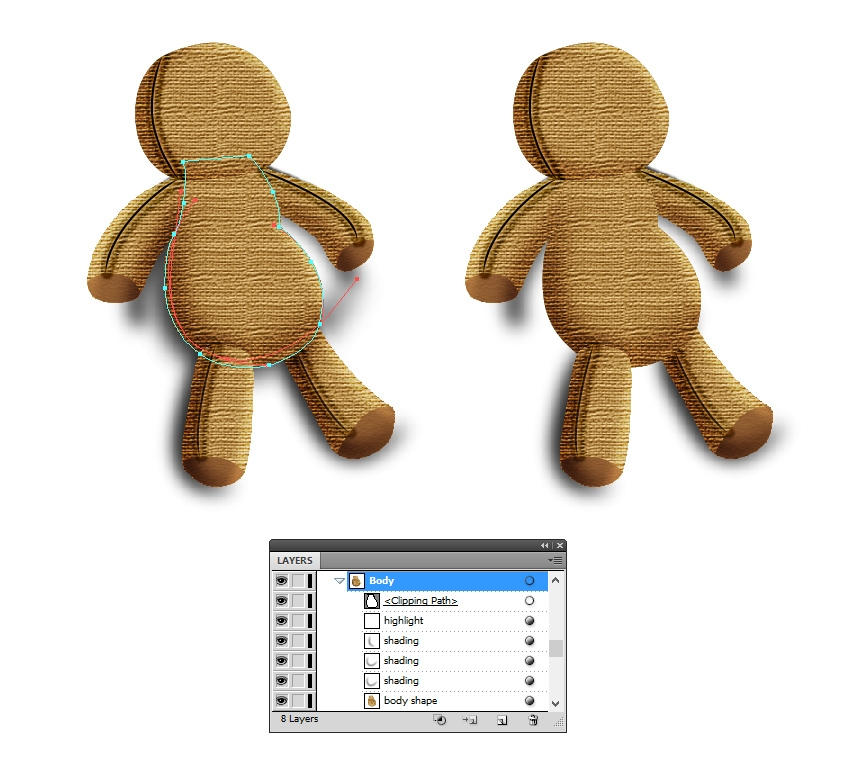 LAYERS
Body
<Clipping Path>
highlight
shading
shading
shading
body shape
8 Layers